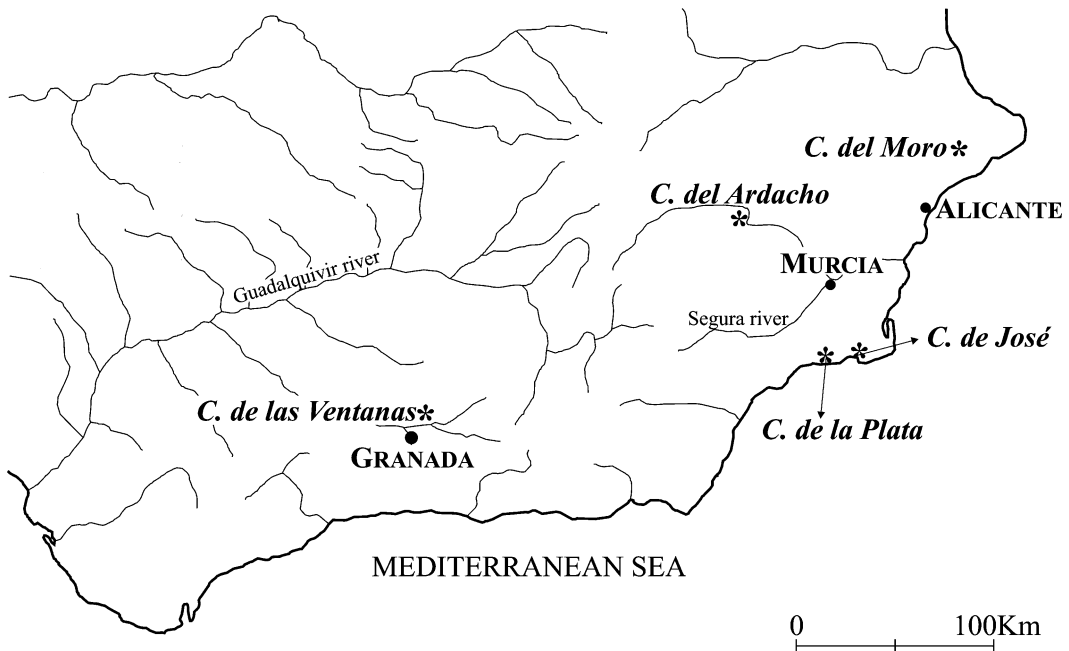 C. del Moro*
C. del Ardacho
*
ALICANTE
MURCIA
Guadalquivir river
Segura river
C. de José
*
*
C. de las Ventanas*
C. de la Plata
GRANADA
MEDITERRANEAN SEA
0 100Km